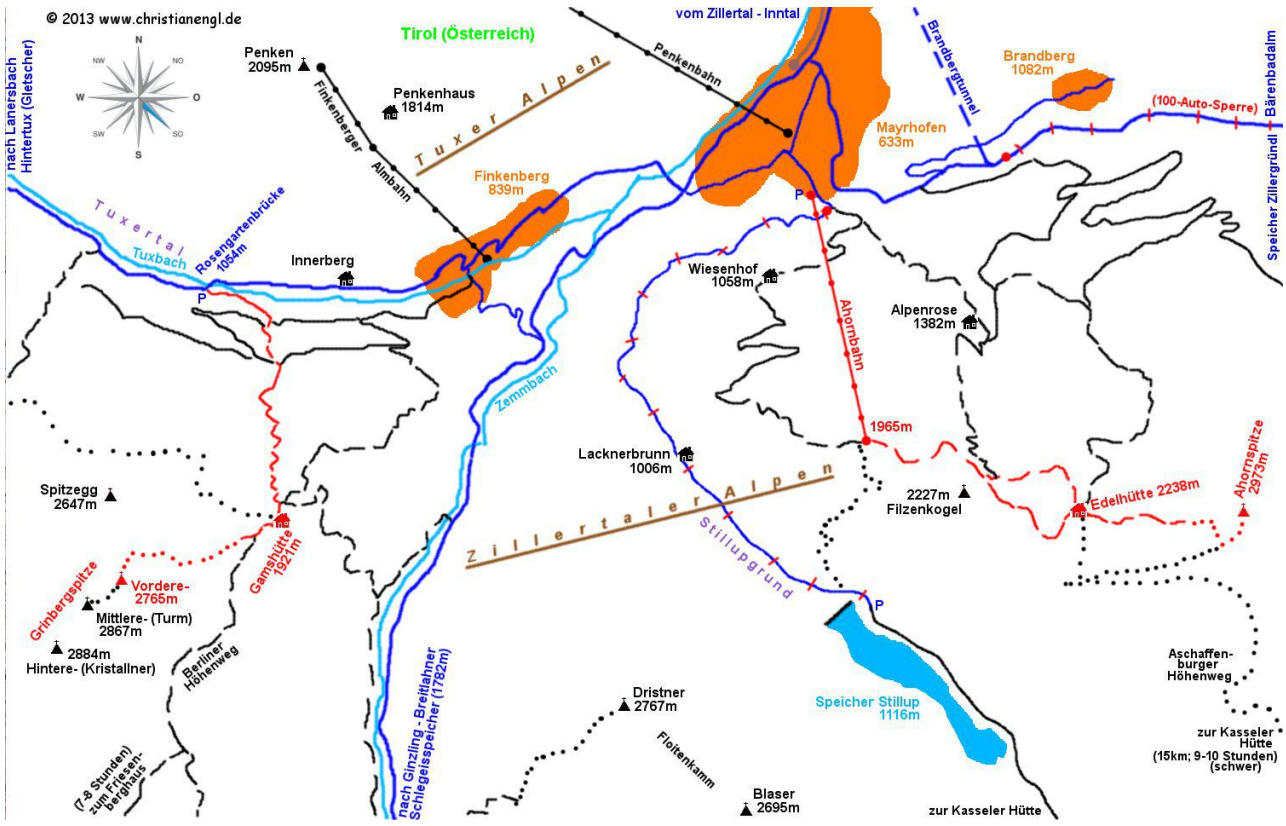 © 2013 www.christianengl.de
N
NW
NO
W
O
SW
SO
S
nach Lanersbach
Hintertux (Gletscher)
Tirol (Österreich)
vom Zillertal - Inntal
Penken
2095m
Penkenhaus
1814m
Finkenberger
Almbahn
Tuxer Alpen
Penkenbahn
Brandbergtunnel
Brandberg
1082m
(100-Auto-Sperre)
Speicher Zillergründl
Bärenbadalm
Mayrhofen
633m
Finkenberg
839m
Tuxertal
Tuxbach
Rosengartenbrücke
1054m
P
Innerberg
P
Wiesenhof
1058m
Ahornbahn
Alpenrose
1382m
Zemmbach
1965m
Lacknerbrunn
1006m
Zillertaler Alpen
Stillupgrund
2227m
Filzenkogel
Edelhütte 2238m
Ahornspitze
2973m
Spitzegg
2647m
Gamshütte
1921m
Grinbergspitze
Vordere-
2765m
Mittlere- (Turm)
2867m
2884m
Hintere- (Kristallner)
Berliner
Höhenweg
P
Speicher Stillup
1116m
Aschaffen-
burger
Höhenweg
Dristner
2767m
Floitenkamm
Blaser
2695m
nach Ginzling - Breitlahner
Schlegeisspeicher (1782m)
(7-8 Stunden)
zum Friesen-
berghaus
zur Kasseler
Hütte
(15km; 9-10 Stunden)
(schwer)
zur Kasseler Hütte